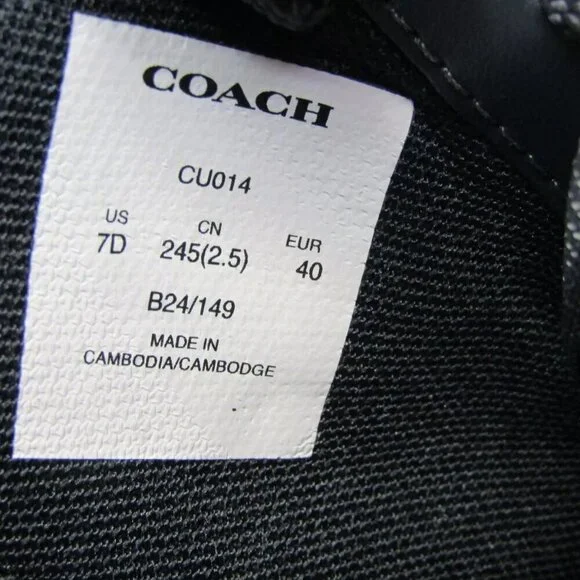 COACH
CU014
US CN EUR
7D 245(2.5) 40
B24/149
MADE IN
CAMBODIA/CAMBODGE